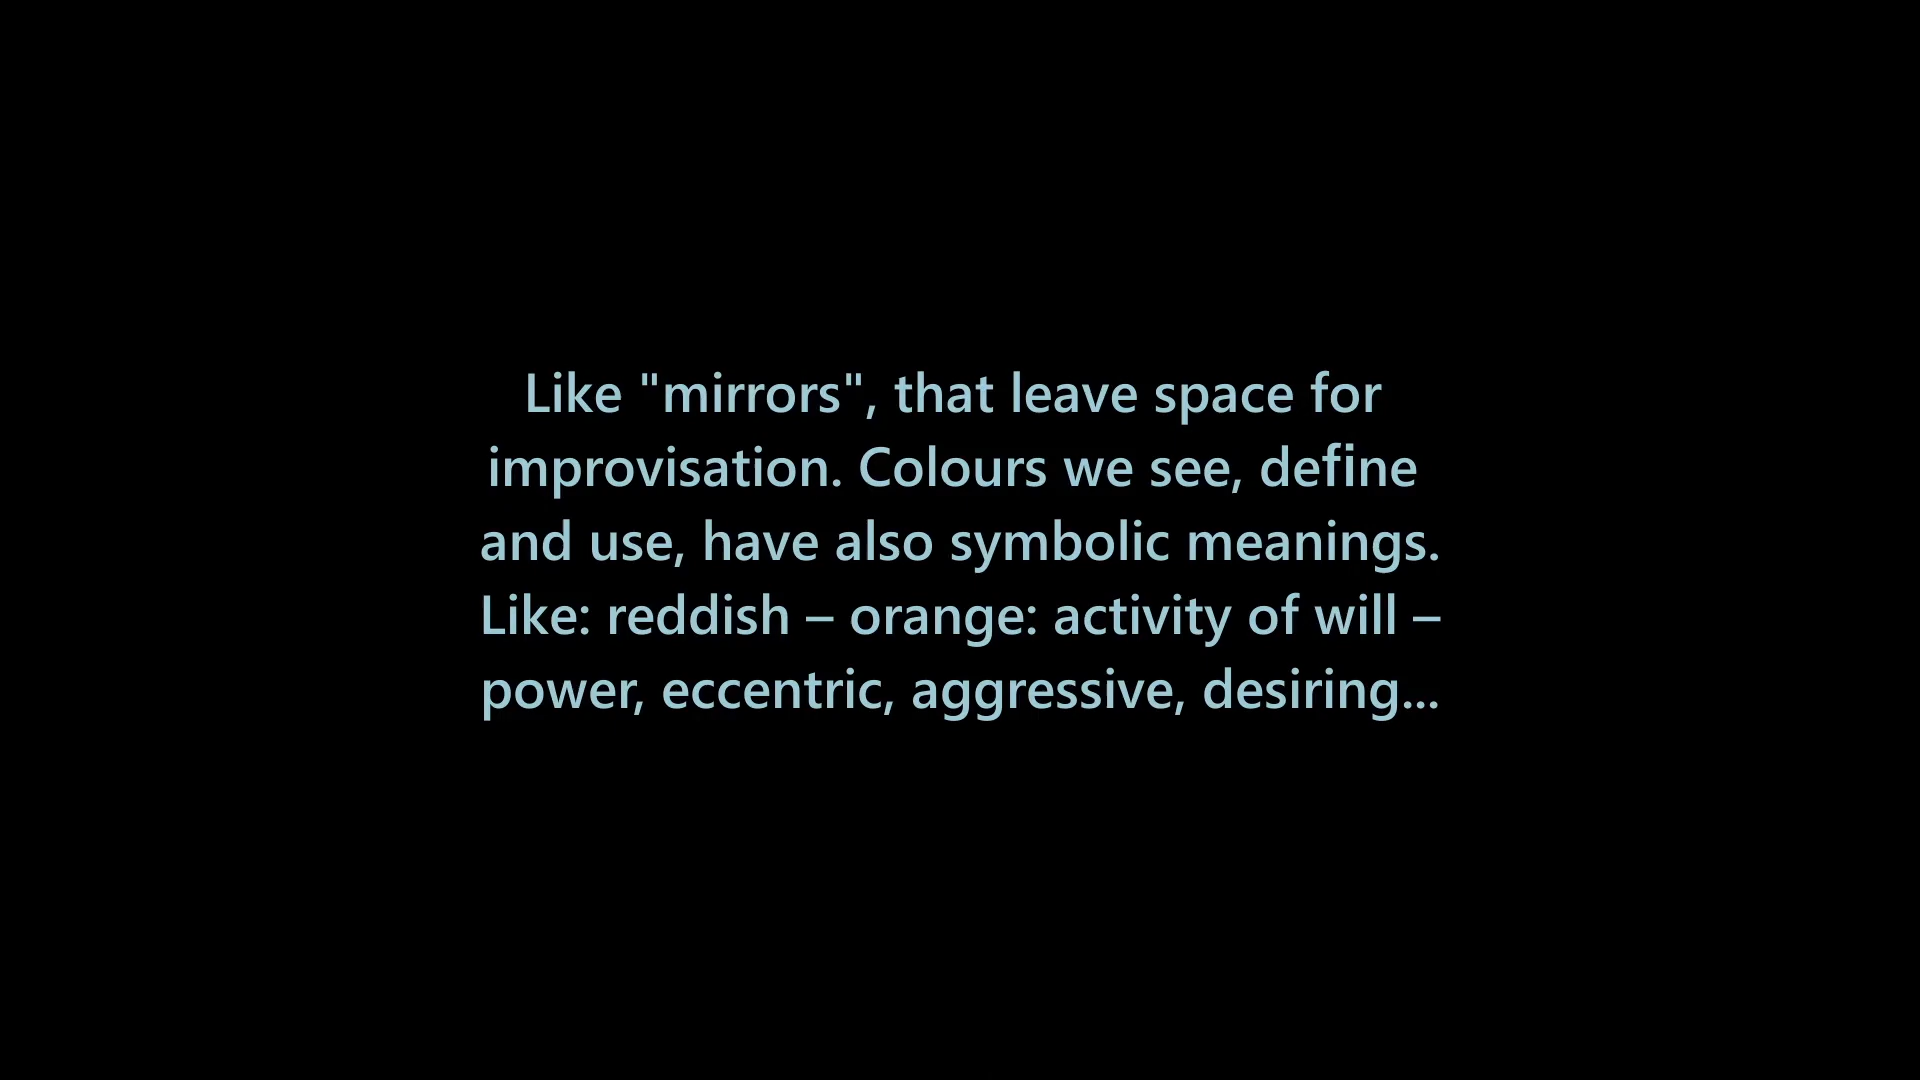 Like "mirrors", that leave space for
improvisation. Colours we see, define
and use, have also symbolic meanings.
Like: reddish – orange: activity of will –
power, eccentric, aggressive, desiring...